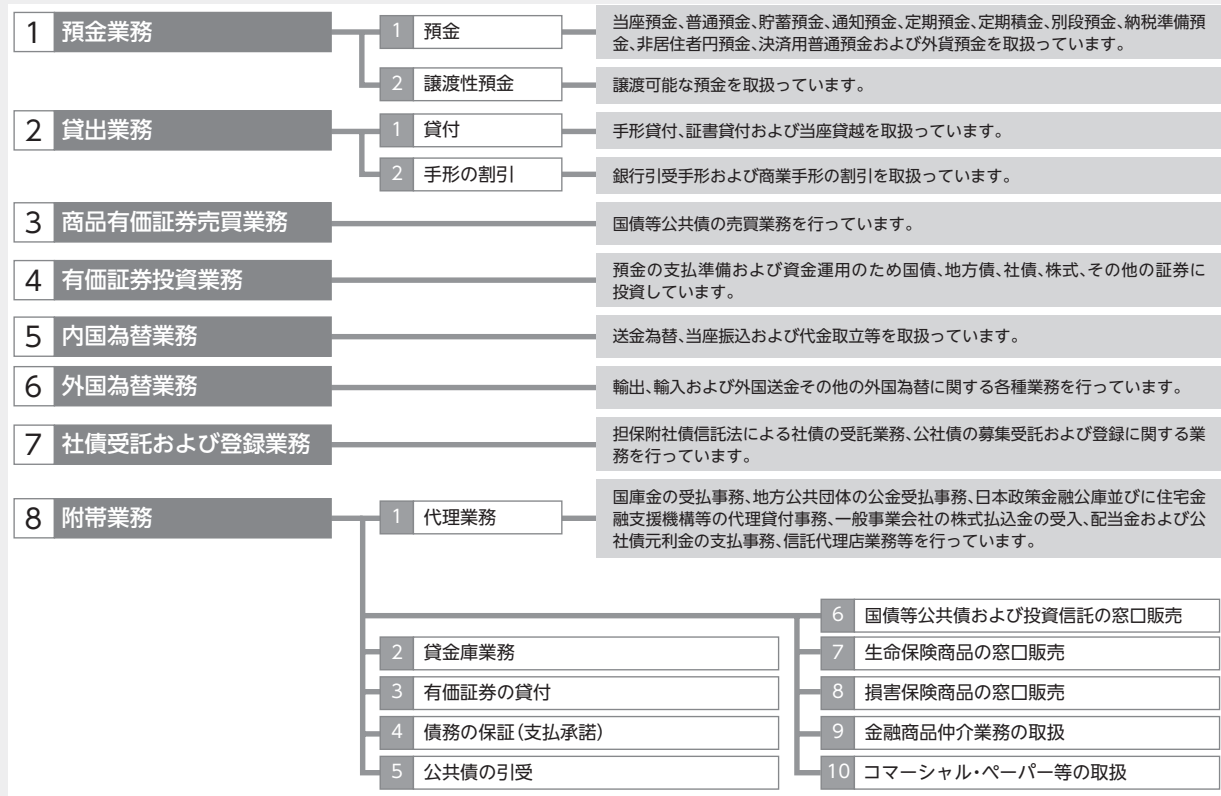 1 預金業務
1 預金
当座預金、普通預金、貯蓄預金、通知預金、定期預金、定期積金、別段預金、納税準備預
金、非居住者円預金、決済用普通預金および外貨預金を取扱っています。
2 譲渡性預金
譲渡可能な預金を取扱っています。
2 貸出業務
1 貸付
手形貸付、証書貸付および当座貸越を取扱っています。
2 手形の割引
銀行引受手形および商業手形の割引を取扱っています。
3 商品有価証券売買業務
国債等公共債の売買業務を行っています。
4 有価証券投資業務
預金の支払準備および資金運用のため国債、地方債、社債、株式、その他の証券に
投資しています。
5 内国為替業務
送金為替、当座振込および代金取立等を取扱っています。
6 外国為替業務
輸出、輸入および外国送金その他の外国為替に関する各種業務を行っています。
7 社債受託および登録業務
担保附社債信託法による社債の受託業務、公社債の募集受託および登録に関する業
務を行っています。
8 附帯業務
1 代理業務
国庫金の受払事務、地方公共団体の公金受払事務、日本政策金融公庫並びに住宅金
融支援機構等の代理貸付事務、一般事業会社の株式払込金の受入、配当金および公
社債元利金の支払事務、信託代理店業務等を行っています。
2 貸金庫業務
3 有価証券の貸付
4 債務の保証(支払承諾)
5 公共債の引受
6 国債等公共債および投資信託の窓口販売
7 生命保険商品の窓口販売
8 損害保険商品の窓口販売
9 金融商品仲介業務の取扱
10 コマーシャル・ペーパー等の取扱